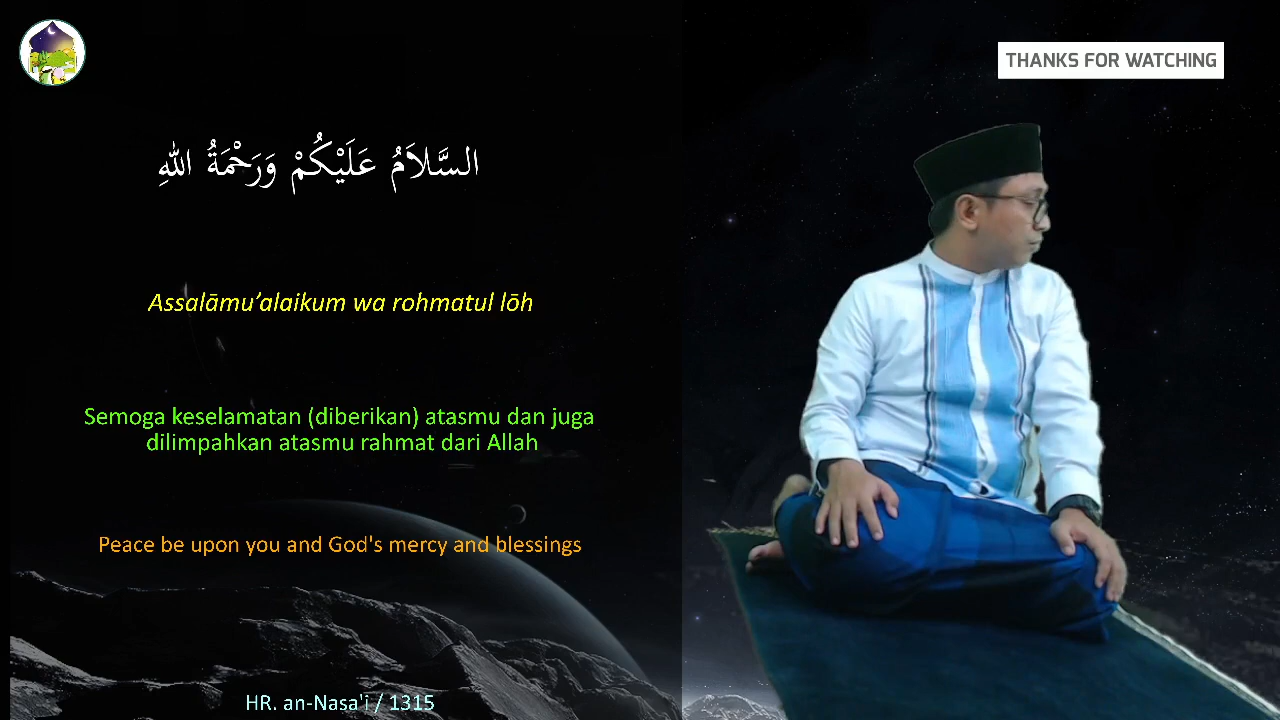 THANKS FOR WATCHING
السَّلاَمُ عَلَيْكُمْ وَرَحْمَةُ اللهِ
Assalāmu’alaikum wa rohmatul lōh
Semoga keselamatan (diberikan) atasmu dan juga
dilimpahkan atasmu rahmat dari Allah
Peace be upon you and God's mercy and blessings
HR. an-Nasa'i / 1315